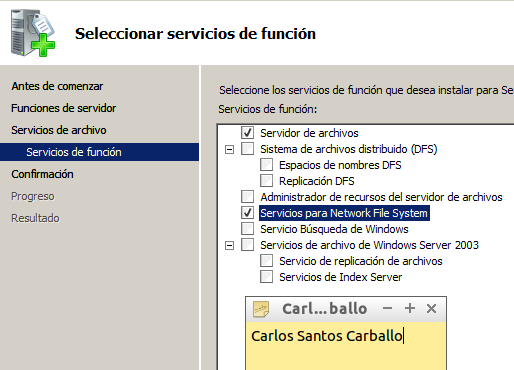 Seleccionar servicios de función
Antes de comenzar
Funciones de servidor
Servicios de archivo
Servicios de función
Confirmación
Progreso
Resultado
Seleccione los servicios de función que desea instalar para Se
Servicios de función:
Servidor de archivos
Sistema de archivos distribuido (DFS)
Espacios de nombres DFS
Replicación DFS
Administrador de recursos del servidor de archivos
Servicios para Network File System
Servicio Búsqueda de Windows
Servicios de archivo de Windows Server 2003
Servicio de replicación de archivos
Servicios de Index Server
Carl...ballo
Carlos Santos Carballo